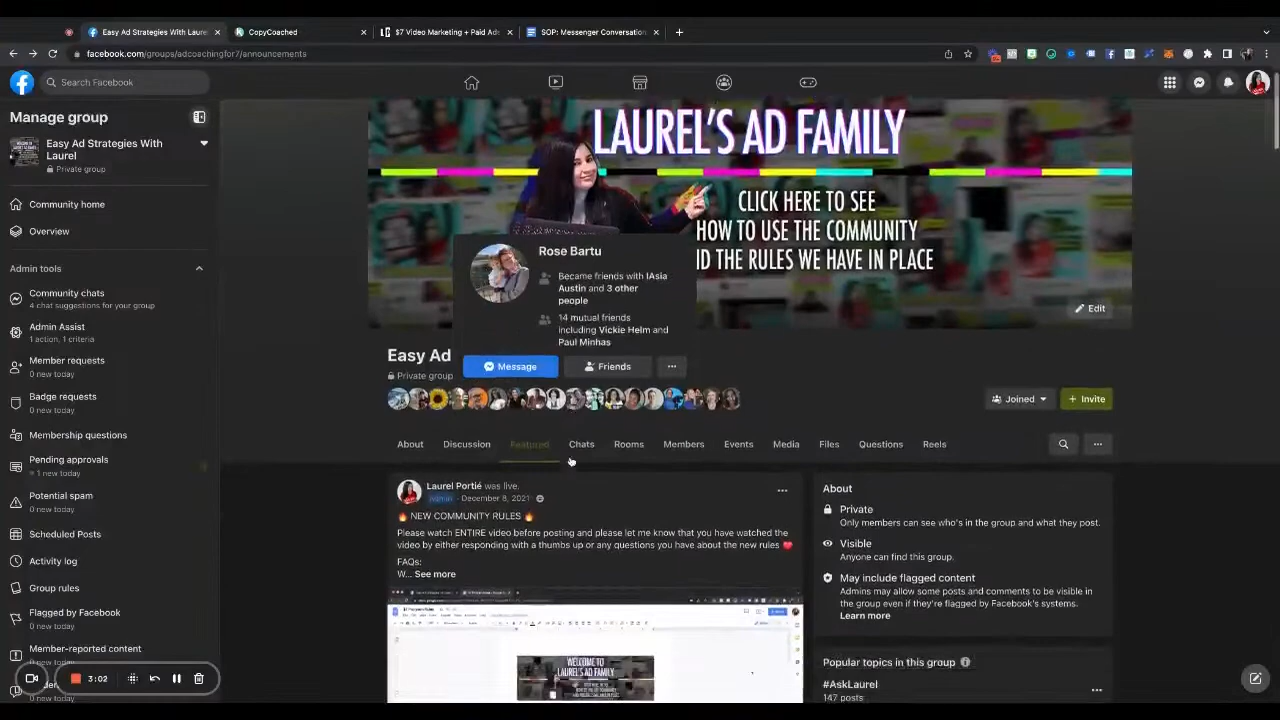 Easy Ad Strategies With Laure
CopyCoached
$7 Video Marketing + Paid Ads
SOP: Messenger Conversation
facebook.com/groups/adcoachingfor7/announcements
Search Facebook
Manage group
Easy Ad Strategies With Laurel
Private group
Community home
Overview
Admin tools
Community chats
4 chat suggestions for your group
Admin Assist
1 action, 1 criteria
Member requests
0 new today
Badge requests
0 new today
Membership questions
Pending approvals
1 new today
Potential spam
0 new today
Scheduled Posts
Activity log
Group rules
Flagged by Facebook
0 new today
Member-reported content
3:02
LAUREL'S AD FAMILY
CLICK HERE TO SEE
HOW TO USE THE COMMUNITY
ID THE RULES WE HAVE IN PLACE
Edit
Rose Bartu
Became friends with IAsia
Austin and 3 other
people
14 mutual friends
including Vickie Helm and
Paul Minhas
Message
Friends
Easy Ad
Private group
Joined
+ Invite
About Discussion Featured Chats Rooms Members Events Media Files Questions Reels
Laurel Portié was live.
Admin · December 8, 2021
🔥 NEW COMMUNITY RULES 🔥
Please watch ENTIRE video before posting and please let me know that you have watched the
video by either responding with a thumbs up or any questions you have about the new rules ❤️
FAQs:
W... See more
WELCOME TO
LAUREL'S AD FAMILY
About
Private
Only members can see who's in the group and what they post.
Visible
Anyone can find this group.
May include flagged content
Admins may allow some posts and comments to be visible in
the group even if they're flagged by Facebook's systems.
Learn more
Popular topics in this group
#AskLaurel
147 posts